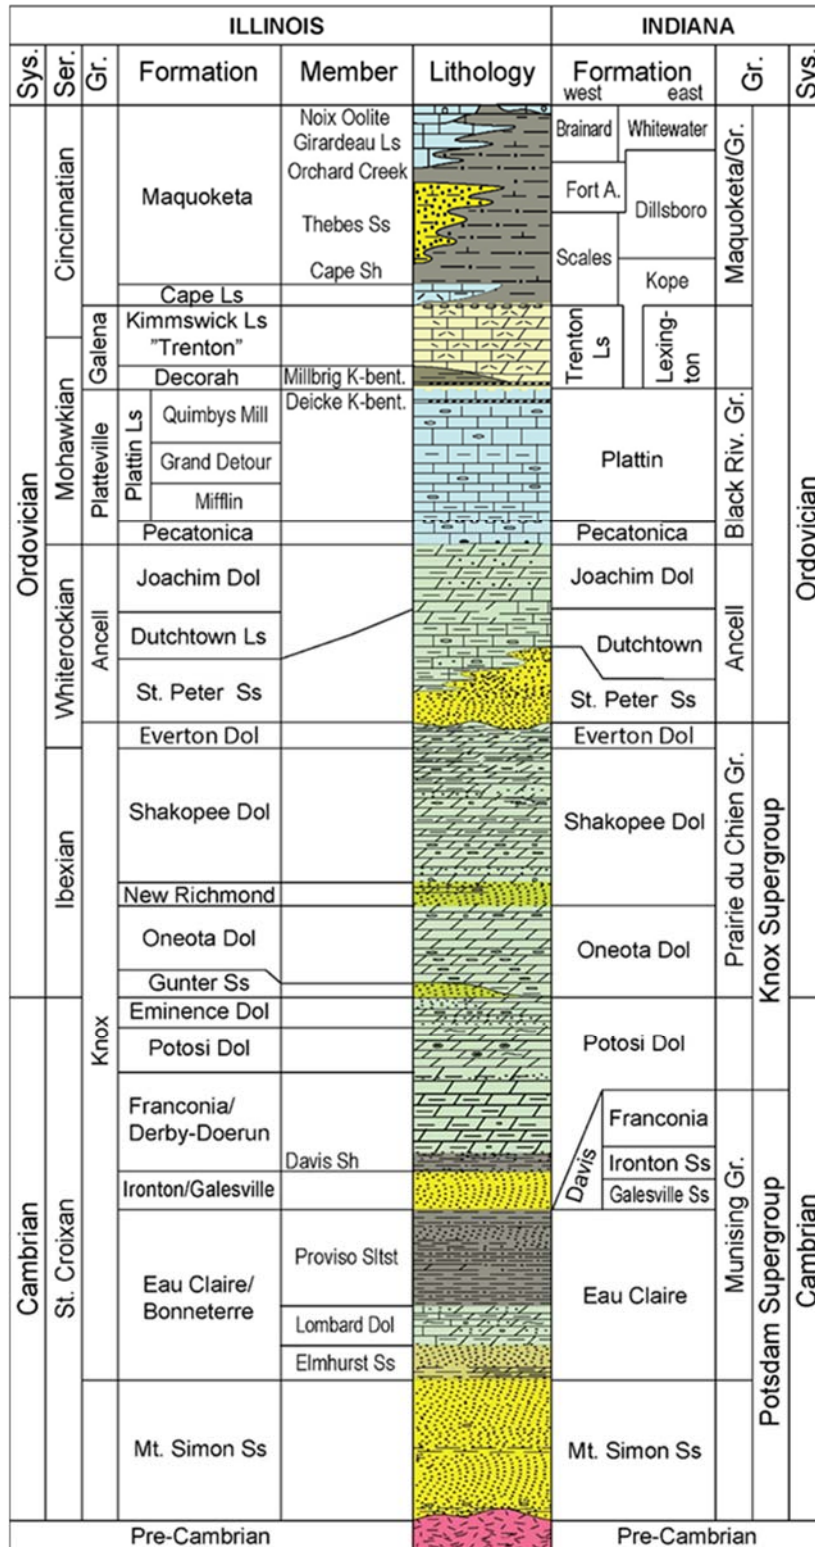 ILLINOIS
INDIANA
Sys.
Ser.
Gr.
Formation
Member
Lithology
Formation
west east
Gr.
Sys.
Ordovician
Cambrian
Cincinnatian
Mohawkian
Whiterockian
Ibexian
St. Croixan
Galena
Platteville
Ancell
Knox
Maquoketa
Cape Ls
Kimmswick Ls
"Trenton"
Decorah
Plattin Ls
Quimbys Mill
Grand Detour
Mifflin
Pecatonica
Joachim Dol
Dutchtown Ls
St. Peter Ss
Everton Dol
Shakopee Dol
New Richmond
Oneota Dol
Gunter Ss
Eminence Dol
Potosi Dol
Franconia/
Derby-Doerun
Ironton/Galesville
Eau Claire/
Bonneterre
Mt. Simon Ss
Pre-Cambrian
Noix Oolite
Girardeau Ls
Orchard Creek
Thebes Ss
Cape Sh
Millbrig K-bent.
Deicke K-bent.
Davis Sh
Proviso Sltst
Lombard Dol
Elmhurst Ss
Brainard
Whitewater
Fort A.
Dillsboro
Scales
Kope
Trenton
Ls
Lexing-
ton
Plattin
Pecatonica
Joachim Dol
Dutchtown
St. Peter Ss
Everton Dol
Shakopee Dol
Oneota Dol
Potosi Dol
Davis
Franconia
Ironton Ss
Galesville Ss
Eau Claire
Mt. Simon Ss
Pre-Cambrian
Maquoketa/Gr.
Black Riv. Gr.
Ancell
Prairie du Chien Gr.
Knox Supergroup
Munising Gr.
Potsdam Supergroup
Ordovician
Cambrian